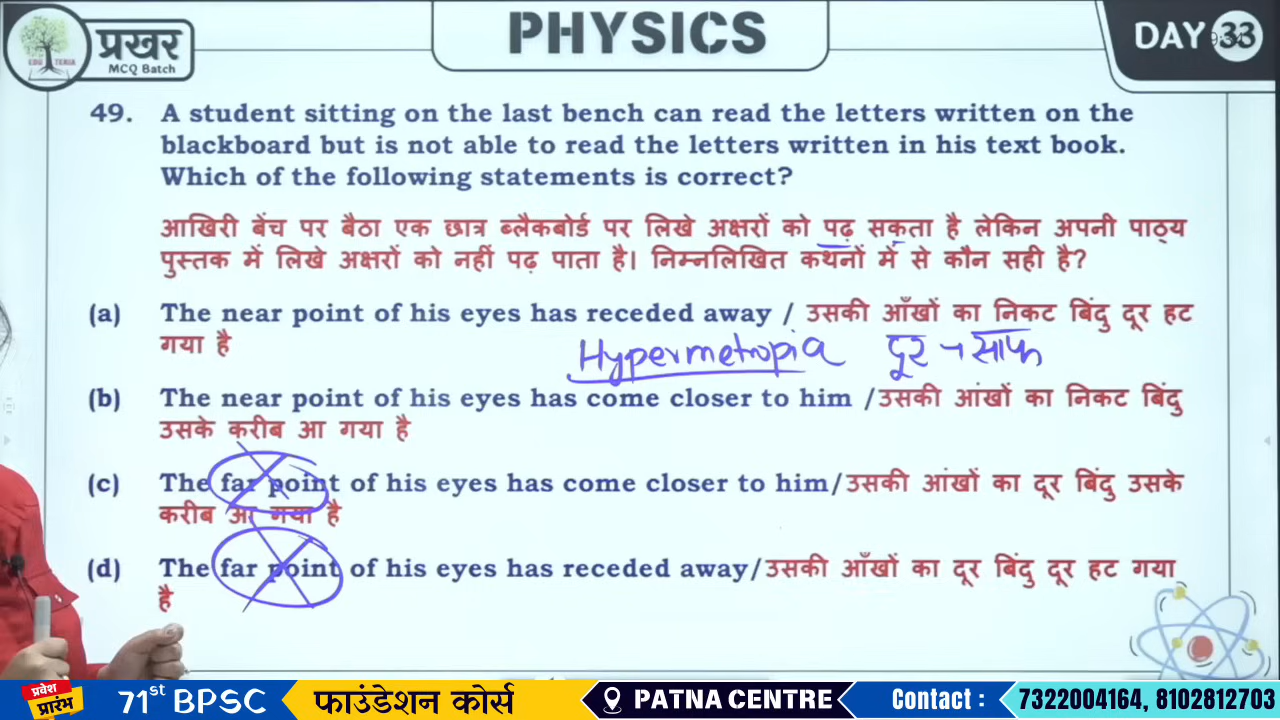 प्रखर
MCQ Batch
EDU TERIA
PHYSICS
DAY 33
49. A student sitting on the last bench can read the letters written on the
blackboard but is not able to read the letters written in his text book.
Which of the following statements is correct?
आखिरी बेंच पर बैठा एक छात्र ब्लैकबोर्ड पर लिखे अक्षरों को पढ़ सकता है लेकिन अपनी पाठ्य
पुस्तक में लिखे अक्षरों को नहीं पढ़ पाता है। निम्नलिखित कथनों में से कौन सही है?
(a) The near point of his eyes has receded away / उसकी आँखों का निकट बिंदु दूर हट
गया है
Hypermetropia दूर → साफ
(b) The near point of his eyes has come closer to him /उसकी आंखों का निकट बिंदु
उसके करीब आ गया है
(c) The far point of his eyes has come closer to him/उसकी आंखों का दूर बिंदु उसके
करीब आ गया है
(d) The far point of his eyes has receded away/उसकी आँखों का दूर बिंदु दूर हट गया
है
प्रवेश
प्रारंभ
71st BPSC फाउंडेशन कोर्स PATNA CENTRE Contact : 7322004164, 8102812703